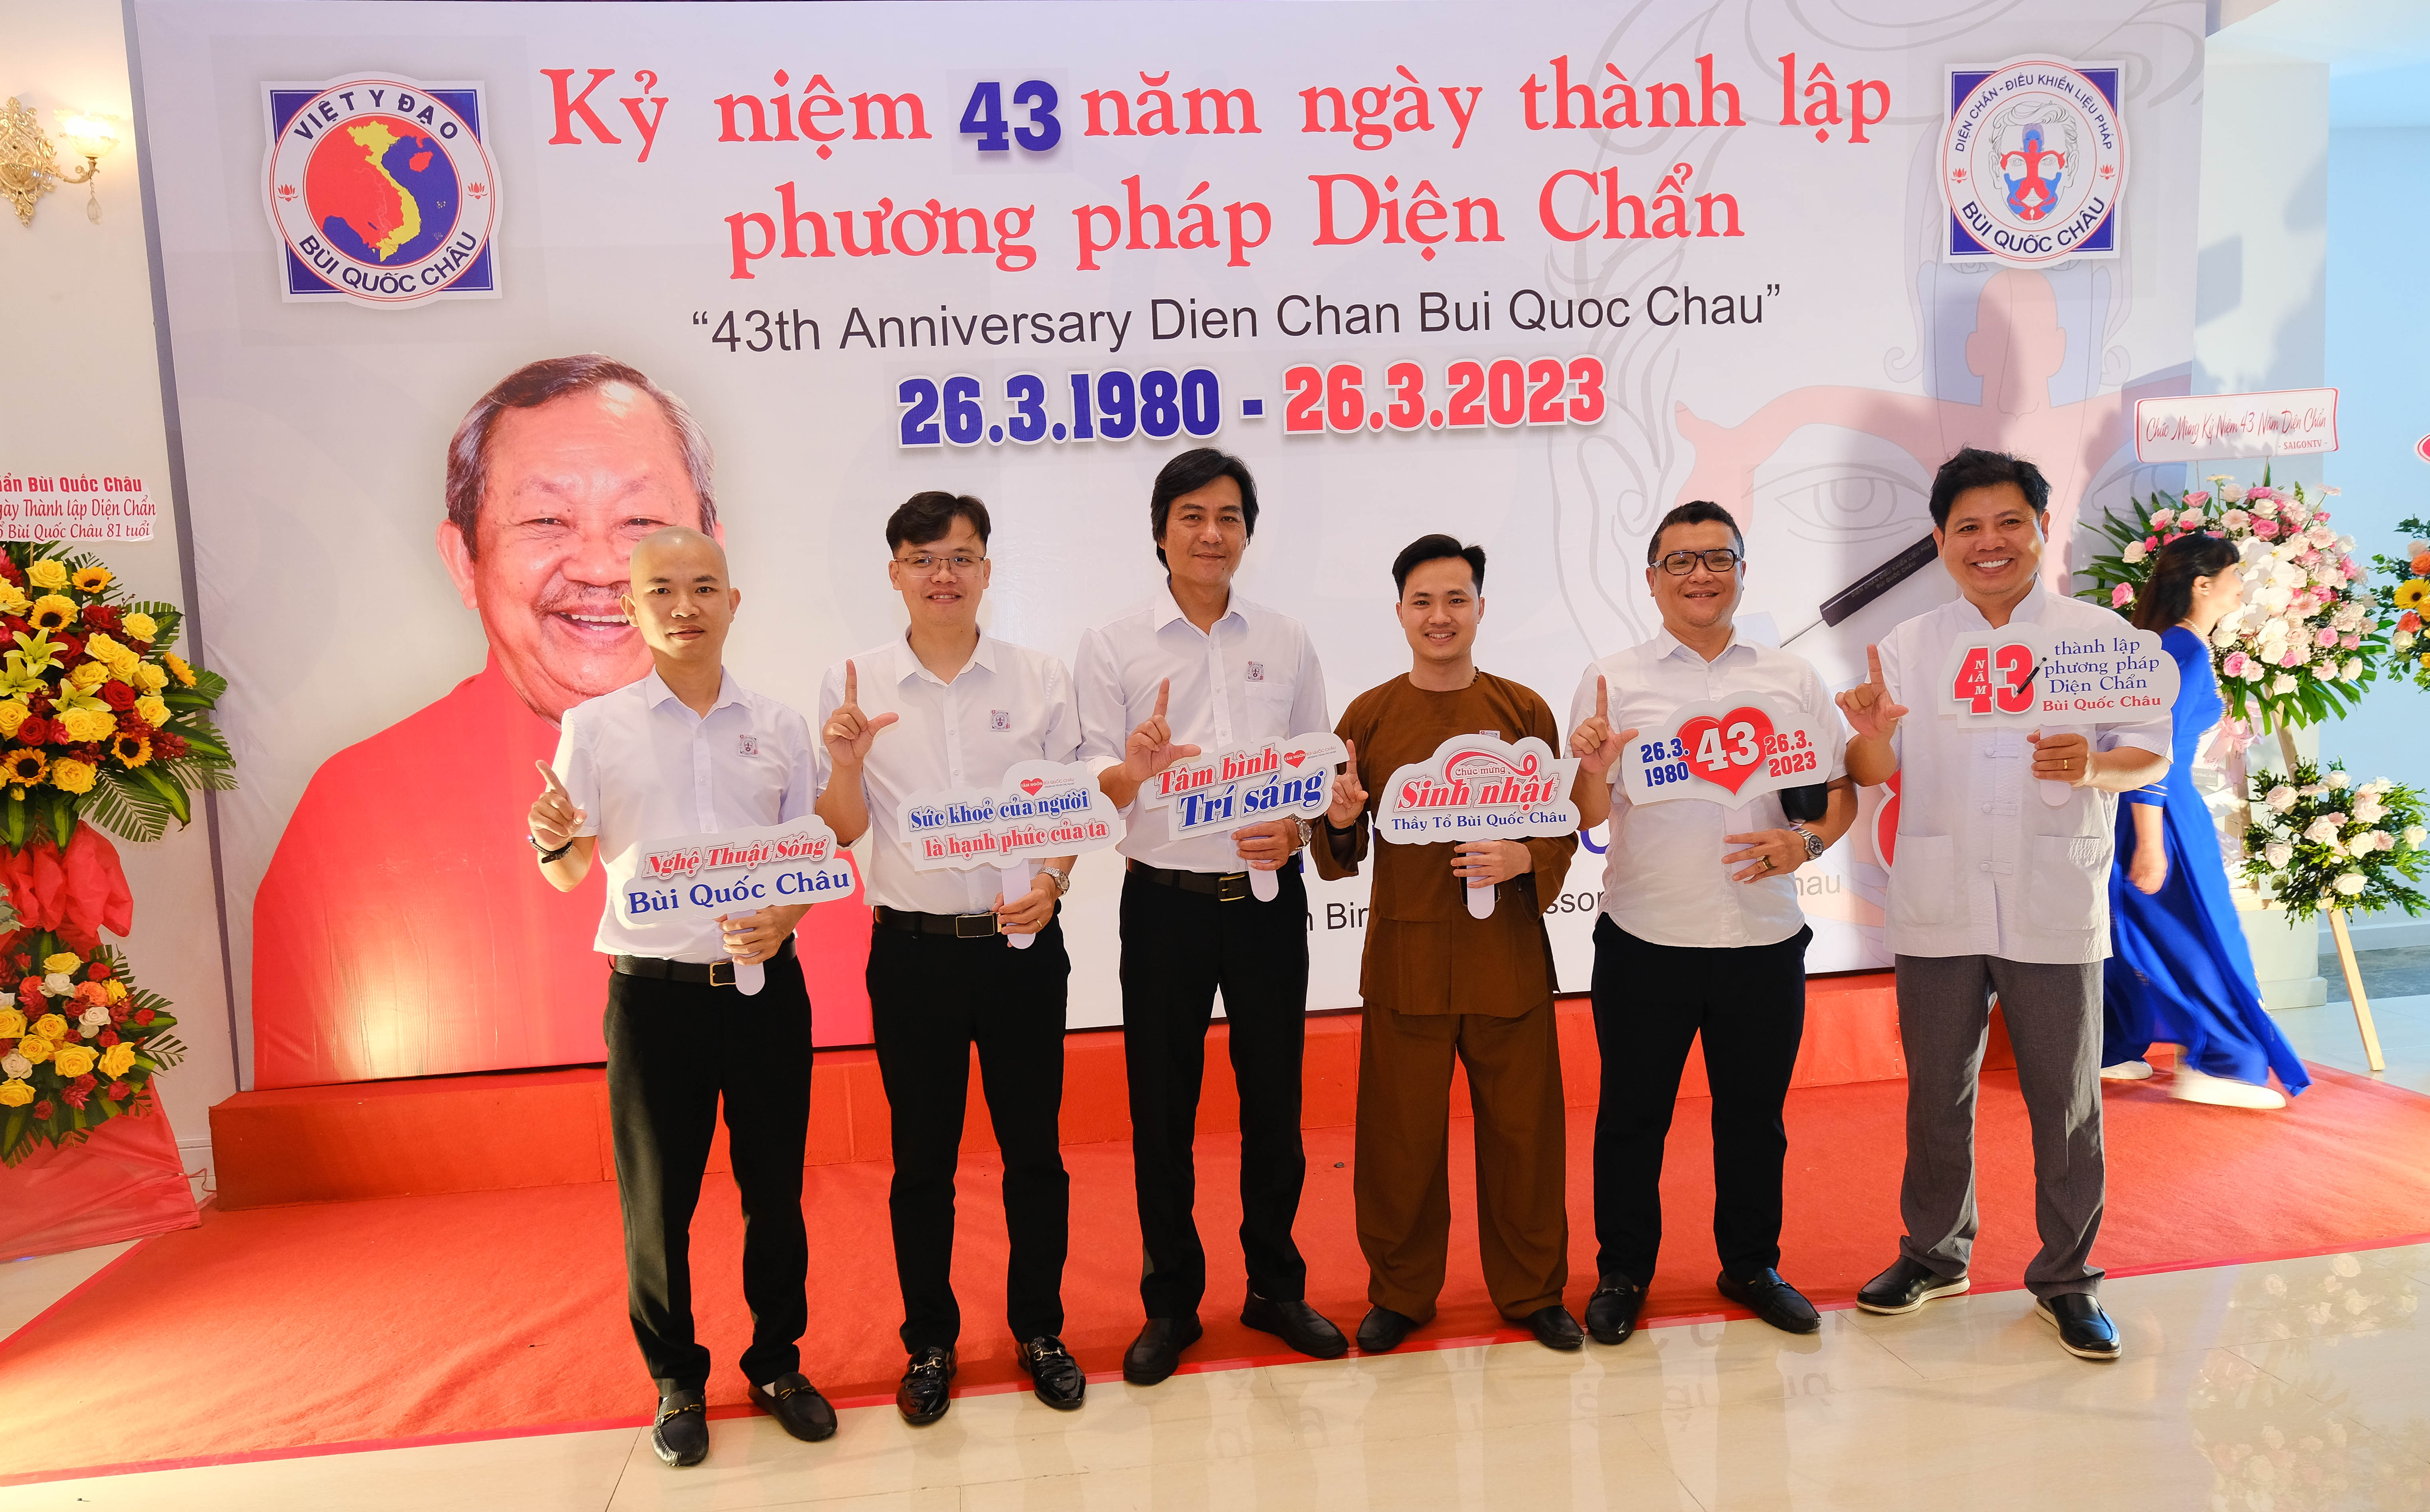 VIỆT Y ĐẠO
BÙI QUỐC CHÂU
Kỷ niệm 43 năm ngày thành lập
phương pháp Diện Chẩn
DIỆN CHẨN - ĐIỀU KHIỂN LIỆU PHÁP
BÙI QUỐC CHÂU
“43th Anniversary Dien Chan Bui Quoc Chau”
26.3.1980 - 26.3.2023
Chúc Mừng Kỷ Niệm 43 Năm Diện Chẩn
- SAIGONTV -
Bùi Quốc Châu
Thành lập Diện Chẩn
Bùi Quốc Châu 81 tuổi
Nghệ Thuật Sống
Bùi Quốc Châu
Sức khoẻ của người
là hạnh phúc của ta
Tâm bình
Trí sáng
Chúc mừng
Sinh nhật
Thầy Tổ Bùi Quốc Châu
26.3.
1980
43
26.3.
2023
43
NĂM
thành lập
phương pháp
Diện Chẩn
Bùi Quốc Châu